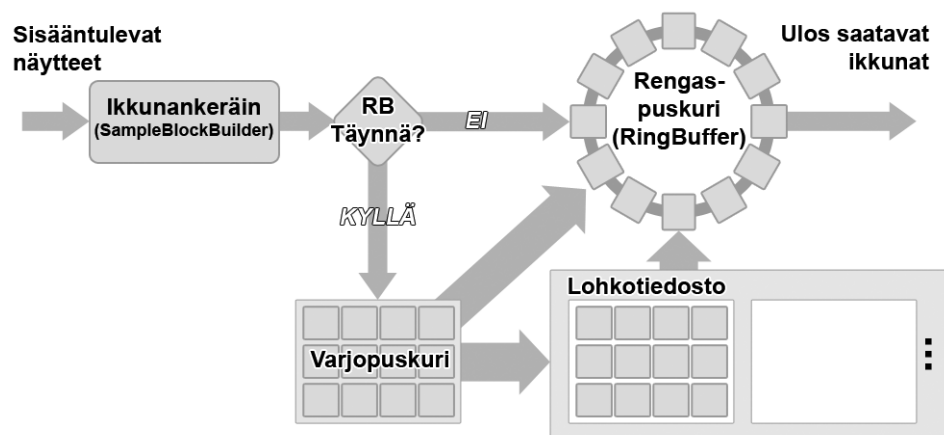 Sisääntulevat
näytteet
Ikkunankeräin
(SampleBlockBuilder)
RB
Täynnä?
EI
KYLLÄ
Rengas-
puskuri
(RingBuffer)
Ulos saatavat
ikkunat
Varjopuskuri
Lohkotiedosto